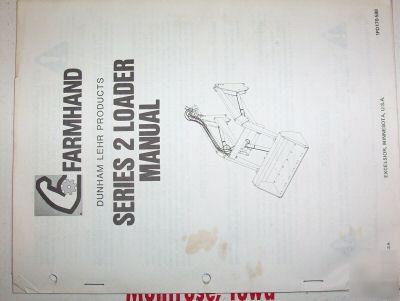 FARMHAND
DUNHAM LEHR PRODUCTS
SERIES 2 LOADER
MANUAL
EXCELSIOR, MINNESOTA, U.S.A.
Montrose, Iowa